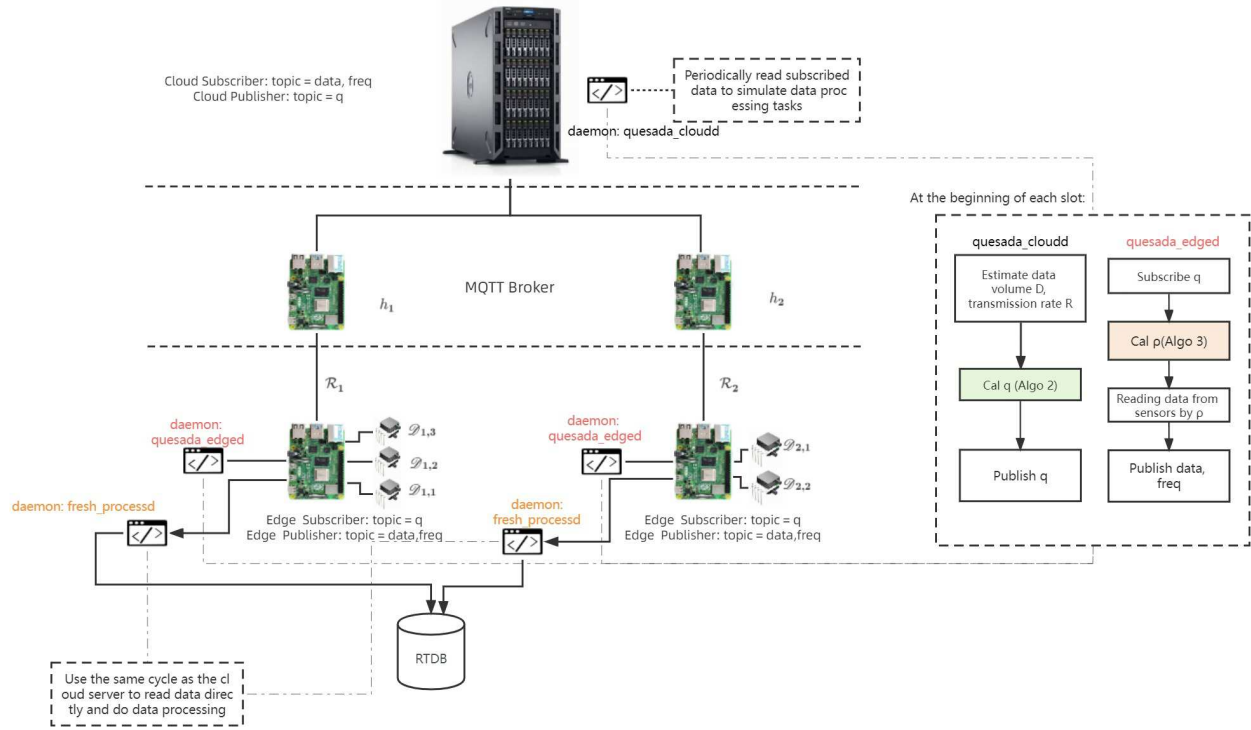 Cloud Subscriber: topic = data, freq
Cloud Publisher: topic = q
Periodically read subscribed
data to simulate data proc
essing tasks
daemon: quesada_cloudd
At the beginning of each slot:
quesada_cloudd
Estimate data
volume D,
transmission rate R
Cal q (Algo 2)
Publish q
quesada_edged
Subscribe q
Cal ρ(Algo 3)
Reading data from
sensors by ρ
Publish data,
freq
MQTT Broker
h₁
h₂
ℛ₁
ℛ₂
daemon:
quesada_edged
𝒟₁,₃
𝒟₁,₂
𝒟₁,₁
daemon:
quesada_edged
𝒟₂,₁
𝒟₂,₂
daemon: fresh_processd
Edge Subscriber: topic = q
Edge Publisher: topic = data,freq
daemon:
fresh_processd
Edge Subscriber: topic = q
Edge Publisher: topic = data,freq
RTDB
Use the same cycle as the cl
oud server to read data direc
tly and do data processing